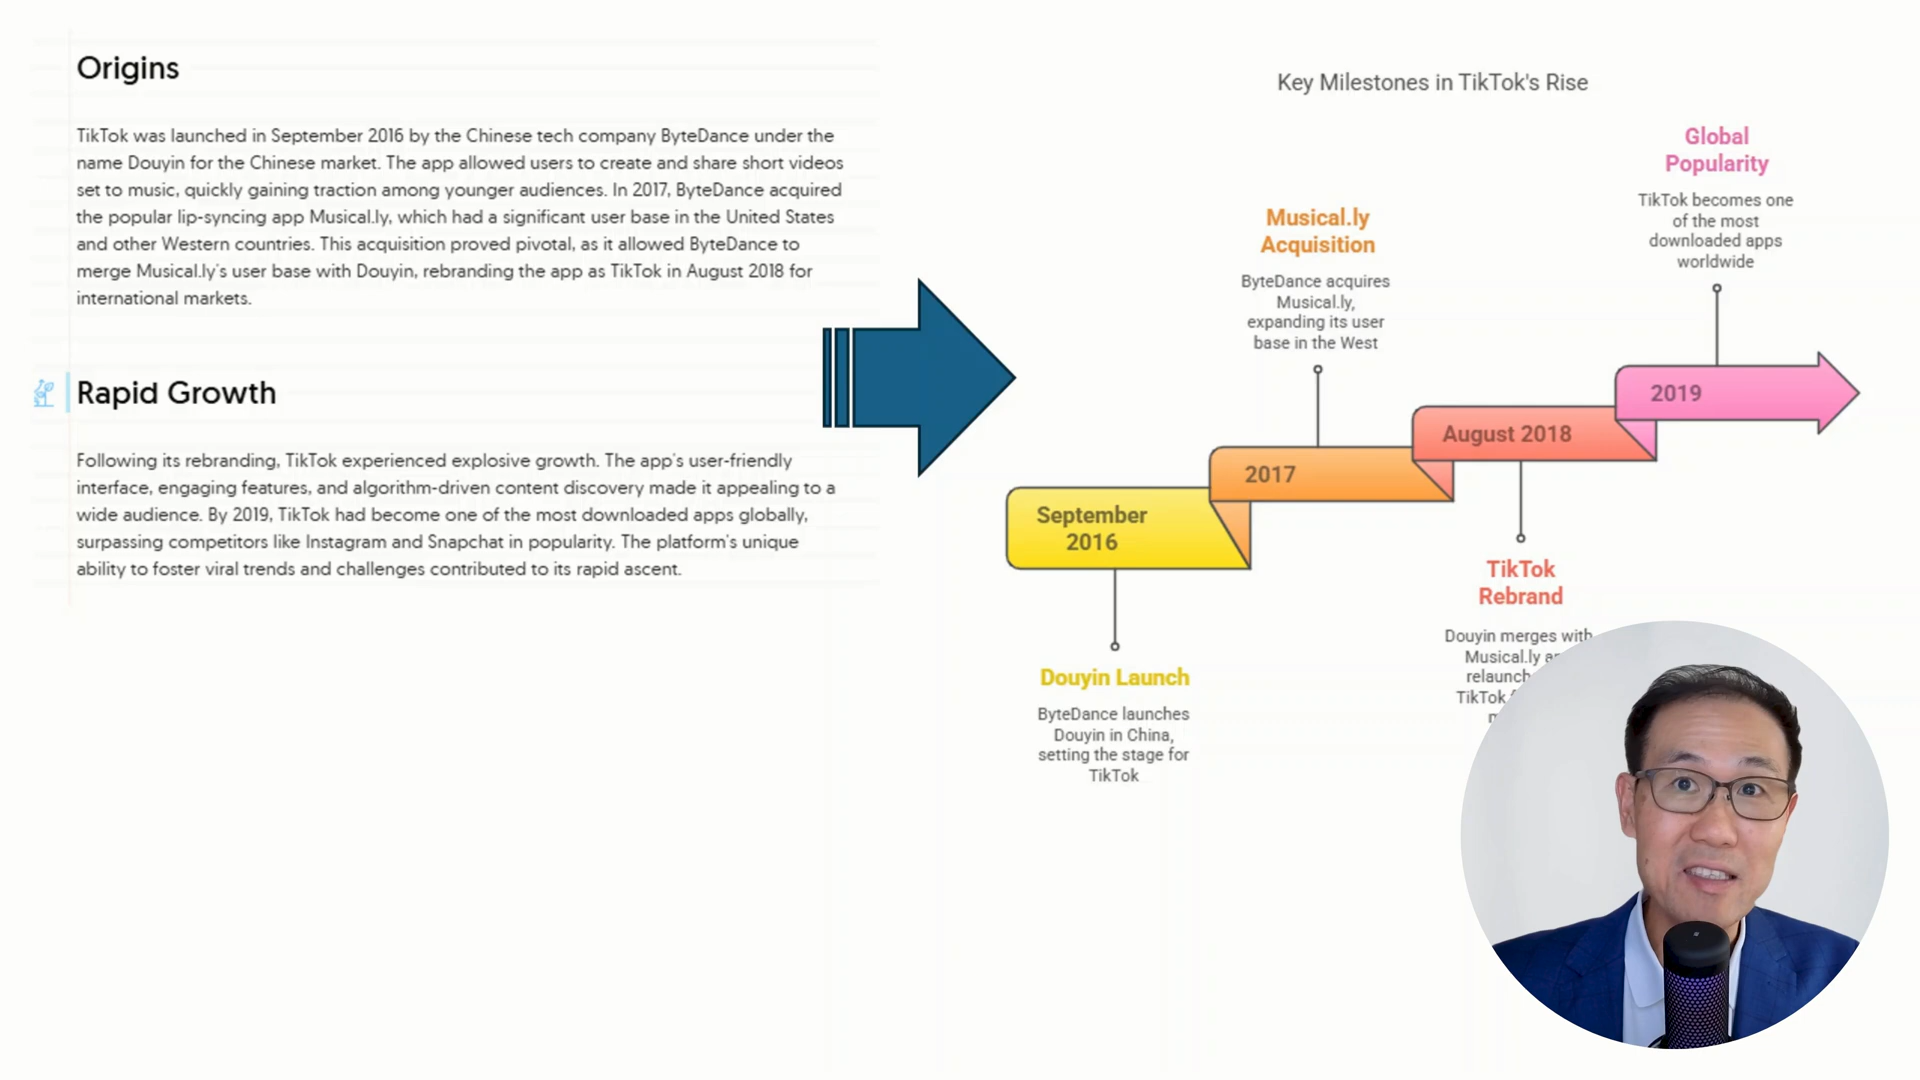 Origins
TikTok was launched in September 2016 by the Chinese tech company ByteDance under the
name Douyin for the Chinese market. The app allowed users to create and share short videos
set to music, quickly gaining traction among younger audiences. In 2017, ByteDance acquired
the popular lip-syncing app Musical.ly, which had a significant user base in the United States
and other Western countries. This acquisition proved pivotal, as it allowed ByteDance to
merge Musical.ly's user base with Douyin, rebranding the app as TikTok in August 2018 for
international markets.
Rapid Growth
Following its rebranding, TikTok experienced explosive growth. The app's user-friendly
interface, engaging features, and algorithm-driven content discovery made it appealing to a
wide audience. By 2019, TikTok had become one of the most downloaded apps globally,
surpassing competitors like Instagram and Snapchat in popularity. The platform's unique
ability to foster viral trends and challenges contributed to its rapid ascent.
Key Milestones in TikTok's Rise
September
2016
Douyin Launch
ByteDance launches
Douyin in China,
setting the stage for
TikTok
Musical.ly
Acquisition
ByteDance acquires
Musical.ly,
expanding its user
base in the West
2017
August 2018
TikTok
Rebrand
Douyin merges with
Musical.ly
TikTok
Global
Popularity
TikTok becomes one
of the most
downloaded apps
worldwide
2019